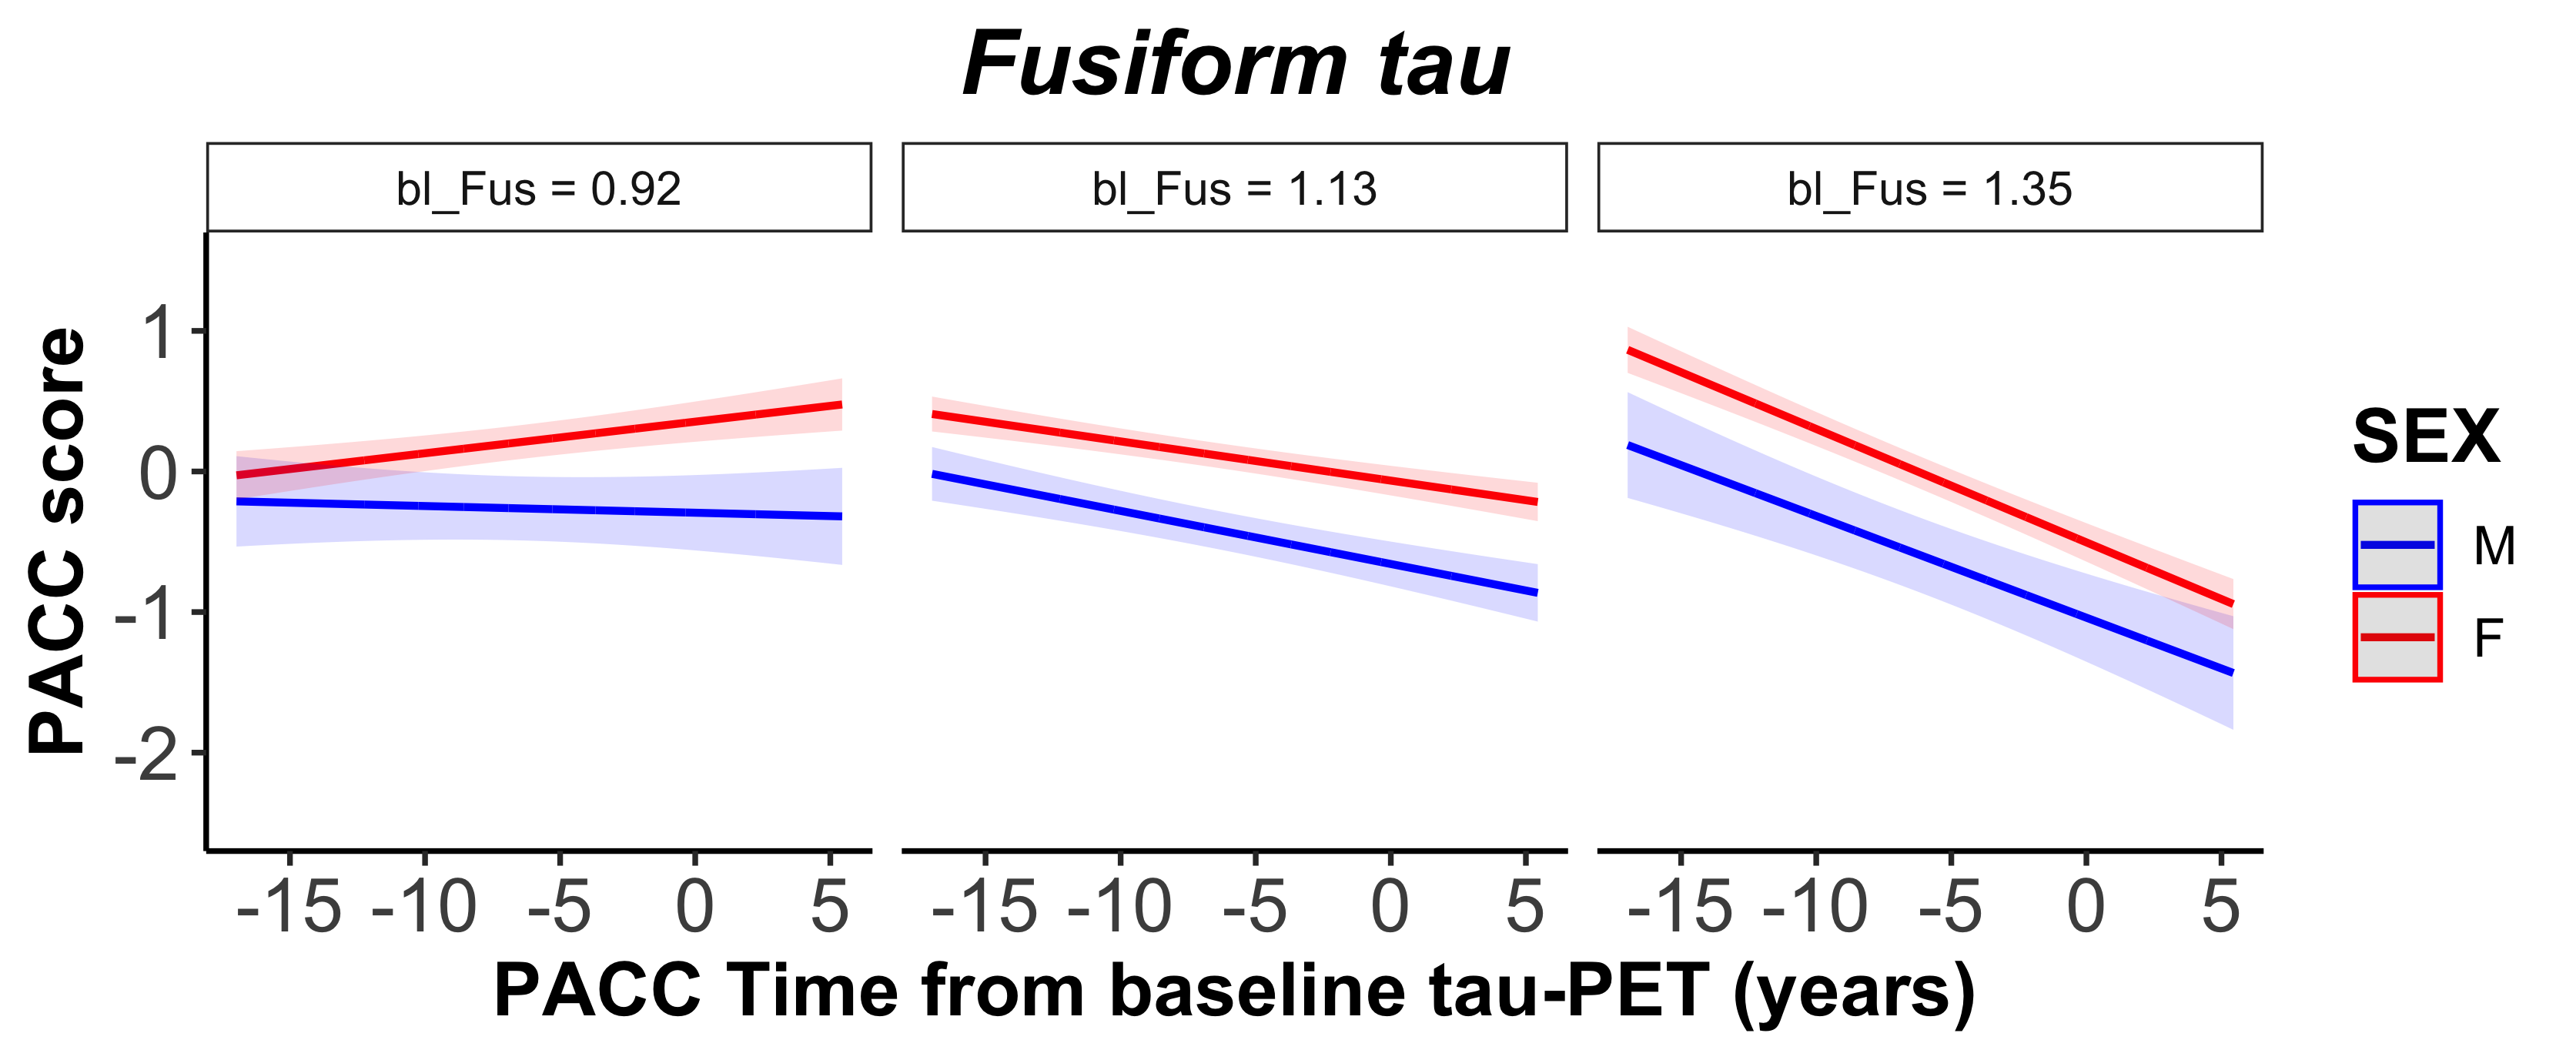 Fusiform tau
bl_Fus = 0.92
bl_Fus = 1.13
bl_Fus = 1.35
PACC score
1
0
-1
-2
-15 -10 -5 0 5
-15 -10 -5 0 5
-15 -10 -5 0 5
PACC Time from baseline tau-PET (years)
SEX
M
F